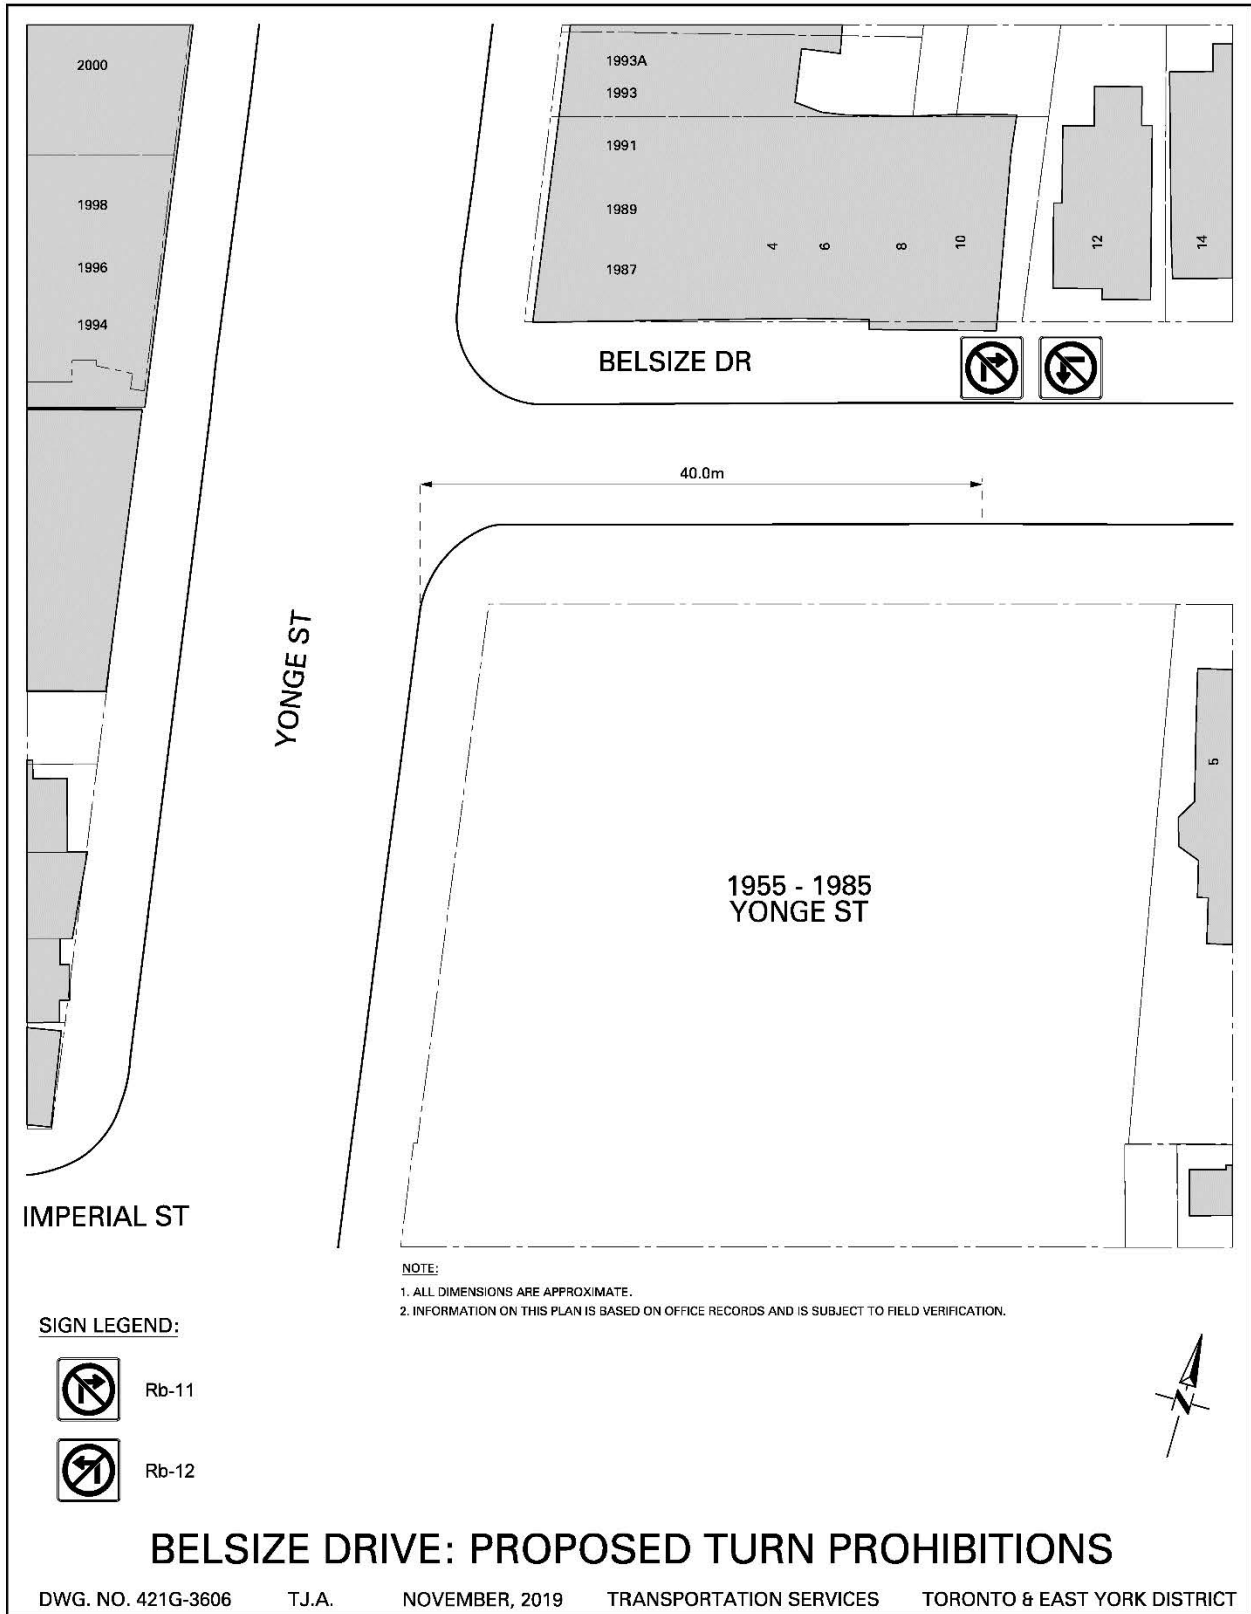 2000
1998
1996
1994
1993A
1993
1991
1989
1987
4
6
8
10
12
14
BELSIZE DR
40.0m
YONGE ST
5
1955 - 1985
YONGE ST
IMPERIAL ST
NOTE:
1. ALL DIMENSIONS ARE APPROXIMATE.
2. INFORMATION ON THIS PLAN IS BASED ON OFFICE RECORDS AND IS SUBJECT TO FIELD VERIFICATION.
SIGN LEGEND:
Rb-11
Rb-12
N
BELSIZE DRIVE: PROPOSED TURN PROHIBITIONS
DWG. NO. 421G-3606 T.J.A. NOVEMBER, 2019 TRANSPORTATION SERVICES TORONTO & EAST YORK DISTRICT